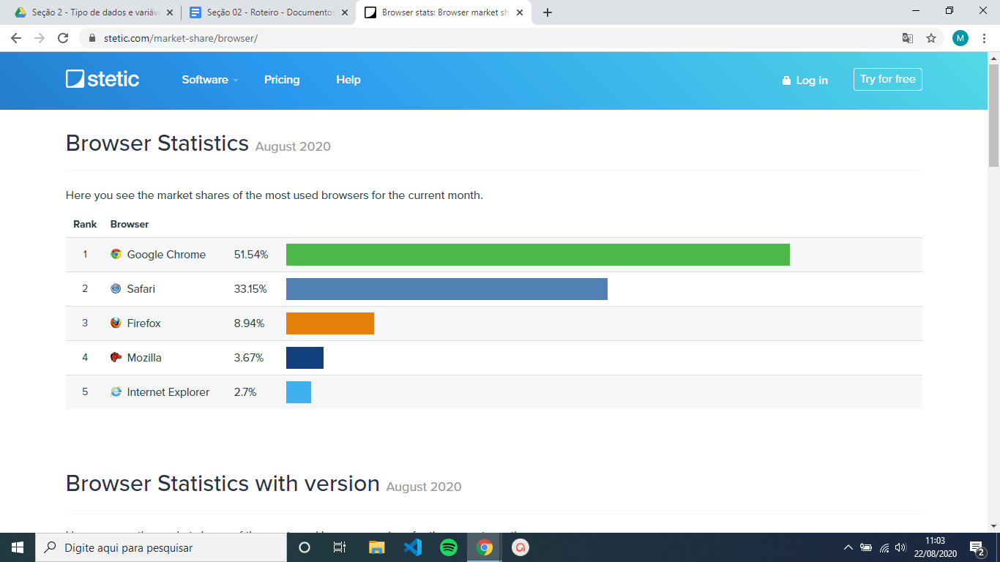 Seção 2 - Tipo de dados e variáve
Seção 02 - Roteiro - Documentos
Browser stats: Browser market sh
stetic.com/market-share/browser/
M
stetic
Software
Pricing
Help
Log in
Try for free
Browser Statistics August 2020
Here you see the market shares of the most used browsers for the current month.
Rank Browser
1 Google Chrome 51.54%
2 Safari 33.15%
3 Firefox 8.94%
4 Mozilla 3.67%
5 Internet Explorer 2.7%
Browser Statistics with version August 2020
Digite aqui para pesquisar
11:03
22/08/2020
2